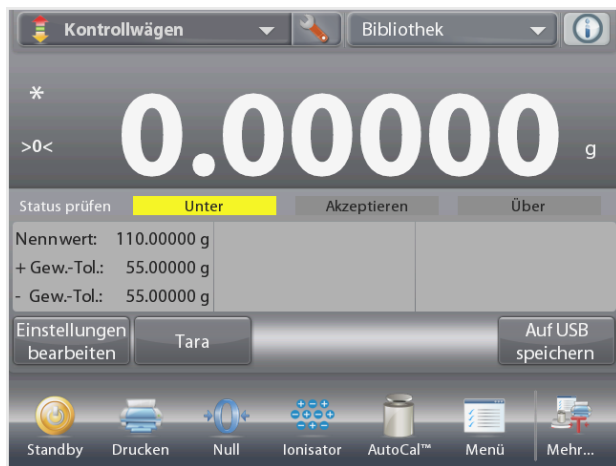 Kontrollwägen Bibliothek
*
>0< 0.00000 g
Status prüfen Unter Akzeptieren Über
Nennwert: 110.00000 g
+ Gew.-Tol.: 55.00000 g
- Gew.-Tol.: 55.00000 g
Einstellungen bearbeiten Tara Auf USB speichern
Standby Drucken Null Ionisator AutoCal™ Menü Mehr...